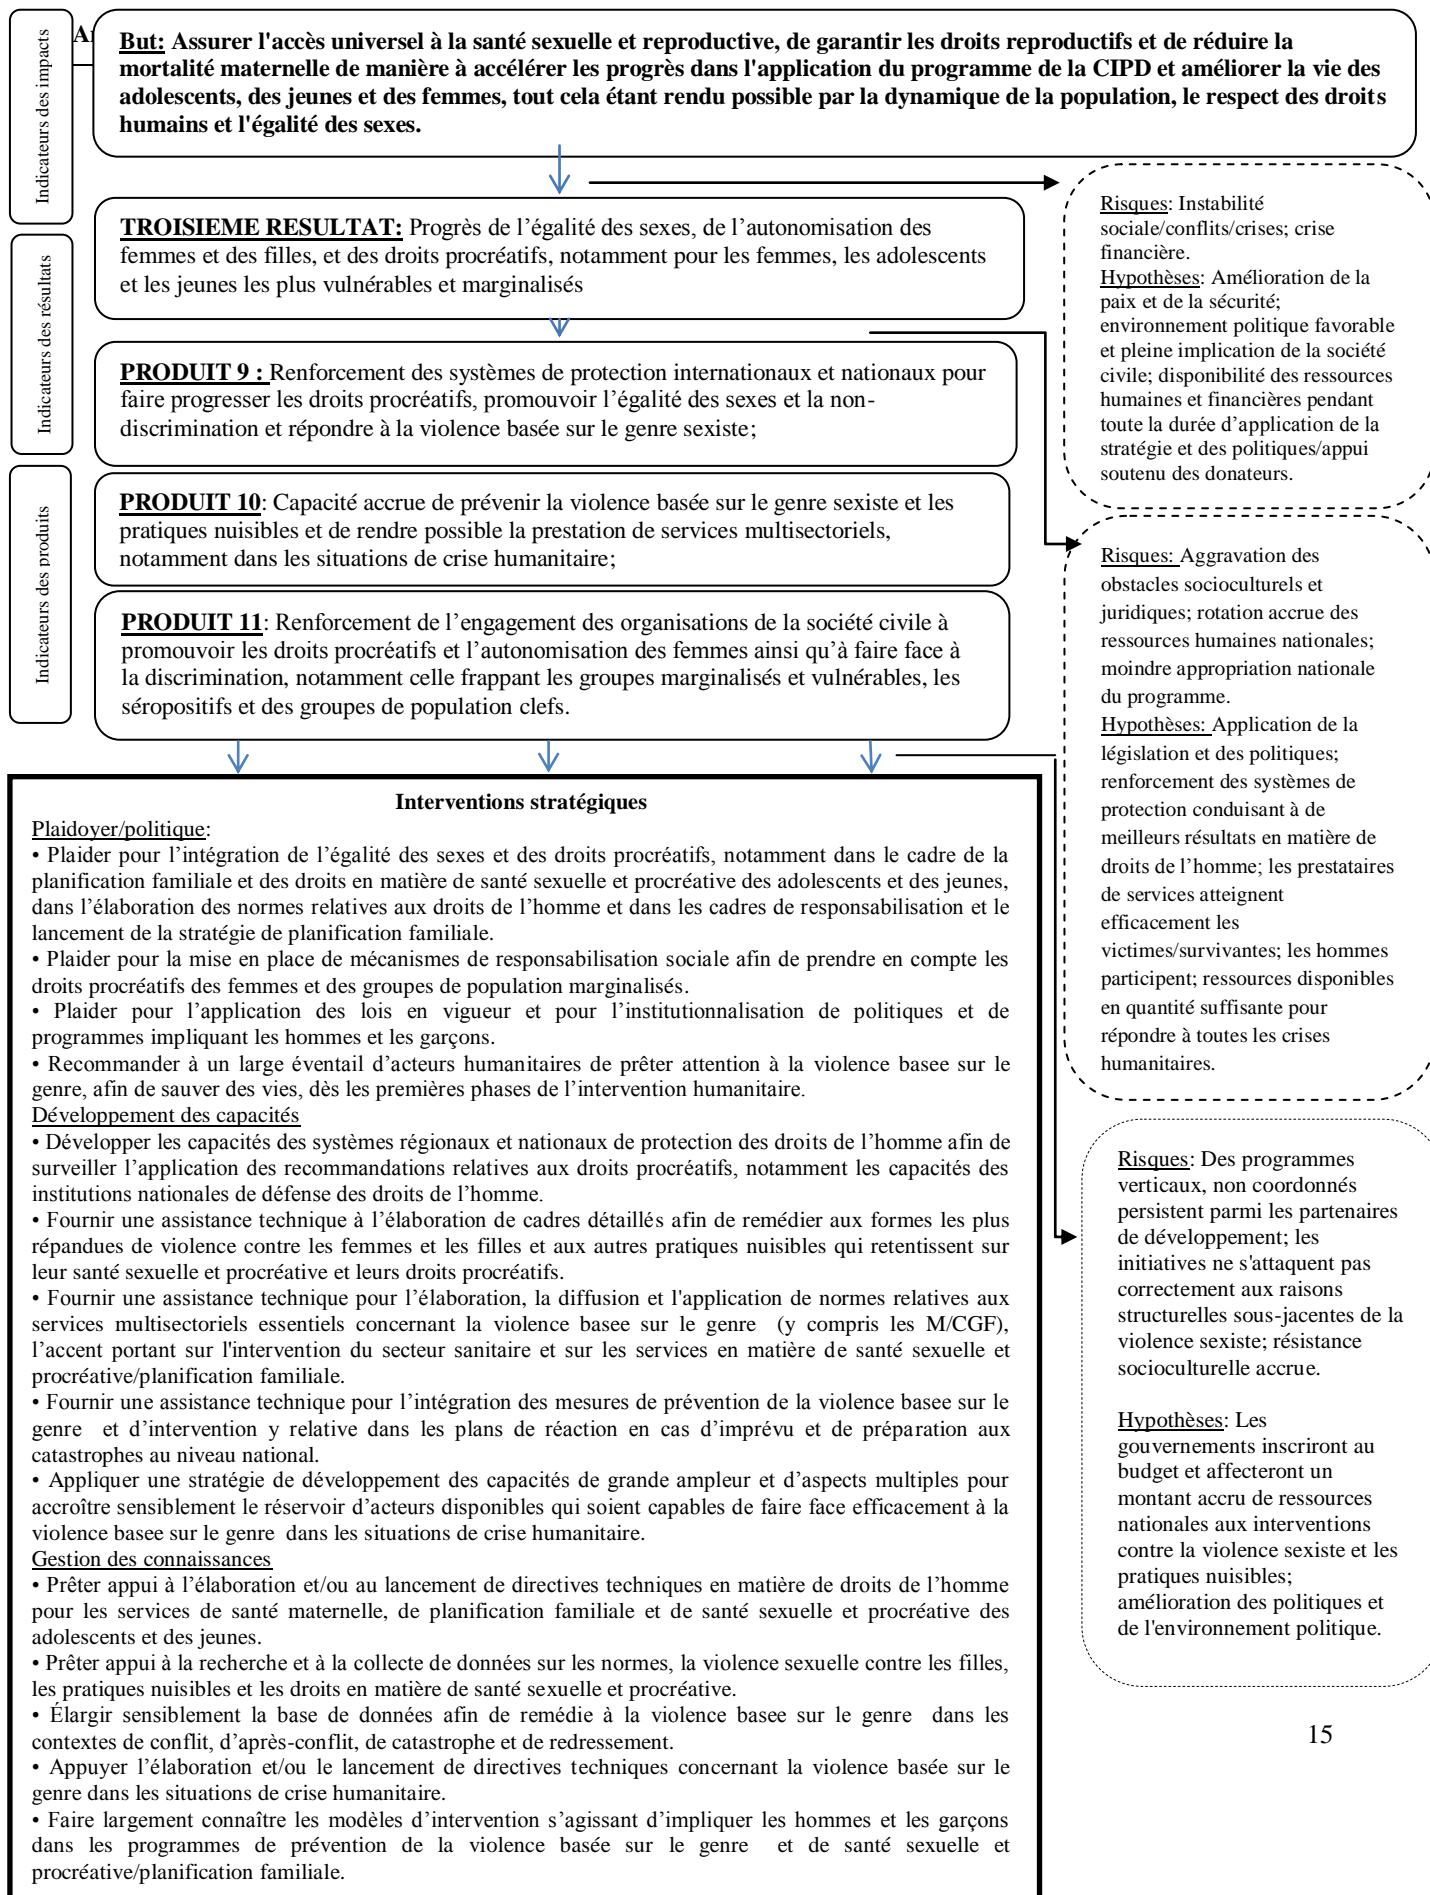 Indicateurs des impacts
But: Assurer l'accès universel à la santé sexuelle et reproductive, de garantir les droits reproductifs et de réduire la
mortalité maternelle de manière à accélérer les progrès dans l'application du programme de la CIPD et améliorer la vie des
adolescents, des jeunes et des femmes, tout cela étant rendu possible par la dynamique de la population, le respect des droits
humains et l'égalité des sexes.
Indicateurs des résultats
TROISIEME RESULTAT: Progrès de l’égalité des sexes, de l’autonomisation des
femmes et des filles, et des droits procréatifs, notamment pour les femmes, les adolescents
et les jeunes les plus vulnérables et marginalisés
PRODUIT 9 : Renforcement des systèmes de protection internationaux et nationaux pour
faire progresser les droits procréatifs, promouvoir l’égalité des sexes et la non-
discrimination et répondre à la violence basée sur le genre sexiste;
Indicateurs des produits
PRODUIT 10: Capacité accrue de prévenir la violence basée sur le genre sexiste et les
pratiques nuisibles et de rendre possible la prestation de services multisectoriels,
notamment dans les situations de crise humanitaire;
PRODUIT 11: Renforcement de l’engagement des organisations de la société civile à
promouvoir les droits procréatifs et l’autonomisation des femmes ainsi qu’à faire face à
la discrimination, notamment celle frappant les groupes marginalisés et vulnérables, les
séropositifs et des groupes de population clefs.
Risques: Instabilité
sociale/conflits/crises; crise
financière.
Hypothèses: Amélioration de la
paix et de la sécurité;
environnement politique favorable
et pleine implication de la société
civile; disponibilité des ressources
humaines et financières pendant
toute la durée d’application de la
stratégie et des politiques/appui
soutenu des donateurs.
Risques: Aggravation des
obstacles socioculturels et
juridiques; rotation accrue des
ressources humaines nationales;
moindre appropriation nationale
du programme.
Hypothèses: Application de la
législation et des politiques;
renforcement des systèmes de
protection conduisant à de
meilleurs résultats en matière de
droits de l’homme; les prestataires
de services atteignent
efficacement les
victimes/survivantes; les hommes
participent; ressources disponibles
en quantité suffisante pour
répondre à toutes les crises
humanitaires.
Risques: Des programmes
verticaux, non coordonnés
persistent parmi les partenaires
de développement; les
initiatives ne s'attaquent pas
correctement aux raisons
structurelles sous-jacentes de la
violence sexiste; résistance
socioculturelle accrue.
Hypothèses: Les
gouvernements inscriront au
budget et affecteront un
montant accru de ressources
nationales aux interventions
contre la violence sexiste et les
pratiques nuisibles;
amélioration des politiques et
de l'environnement politique.
Interventions stratégiques
Plaidoyer/politique:
• Plaider pour l’intégration de l’égalité des sexes et des droits procréatifs, notamment dans le cadre de la
planification familiale et des droits en matière de santé sexuelle et procréative des adolescents et des jeunes,
dans l’élaboration des normes relatives aux droits de l’homme et dans les cadres de responsabilisation et le
lancement de la stratégie de planification familiale.
• Plaider pour la mise en place de mécanismes de responsabilisation sociale afin de prendre en compte les
droits procréatifs des femmes et des groupes de population marginalisés.
• Plaider pour l’application des lois en vigueur et pour l’institutionnalisation de politiques et de
programmes impliquant les hommes et les garçons.
• Recommander à un large éventail d’acteurs humanitaires de prêter attention à la violence basee sur le
genre, afin de sauver des vies, dès les premières phases de l’intervention humanitaire.
Développement des capacités
• Développer les capacités des systèmes régionaux et nationaux de protection des droits de l’homme afin de
surveiller l’application des recommandations relatives aux droits procréatifs, notamment les capacités des
institutions nationales de défense des droits de l’homme.
• Fournir une assistance technique à l’élaboration de cadres détaillés afin de remédier aux formes les plus
répandues de violence contre les femmes et les filles et aux autres pratiques nuisibles qui retentissent sur
leur santé sexuelle et procréative et leurs droits procréatifs.
• Fournir une assistance technique pour l’élaboration, la diffusion et l'application de normes relatives aux
services multisectoriels essentiels concernant la violence basee sur le genre (y compris les M/CGF),
l’accent portant sur l'intervention du secteur sanitaire et sur les services en matière de santé sexuelle et
procréative/planification familiale.
• Fournir une assistance technique pour l’intégration des mesures de prévention de la violence basee sur le
genre et d’intervention y relative dans les plans de réaction en cas d’imprévu et de préparation aux
catastrophes au niveau national.
• Appliquer une stratégie de développement des capacités de grande ampleur et d’aspects multiples pour
accroître sensiblement le réservoir d’acteurs disponibles qui soient capables de faire face efficacement à la
violence basee sur le genre dans les situations de crise humanitaire.
Gestion des connaissances
• Prêter appui à l’élaboration et/ou au lancement de directives techniques en matière de droits de l’homme
pour les services de santé maternelle, de planification familiale et de santé sexuelle et procréative des
adolescents et des jeunes.
• Prêter appui à la recherche et à la collecte de données sur les normes, la violence sexuelle contre les filles,
les pratiques nuisibles et les droits en matière de santé sexuelle et procréative.
• Élargir sensiblement la base de données afin de remédie à la violence basee sur le genre dans les
contextes de conflit, d’après-conflit, de catastrophe et de redressement.
• Appuyer l’élaboration et/ou le lancement de directives techniques concernant la violence basée sur le
genre dans les situations de crise humanitaire.
• Faire largement connaître les modèles d’intervention s’agissant d’impliquer les hommes et les garçons
dans les programmes de prévention de la violence basée sur le genre et de santé sexuelle et
procréative/planification familiale.
15